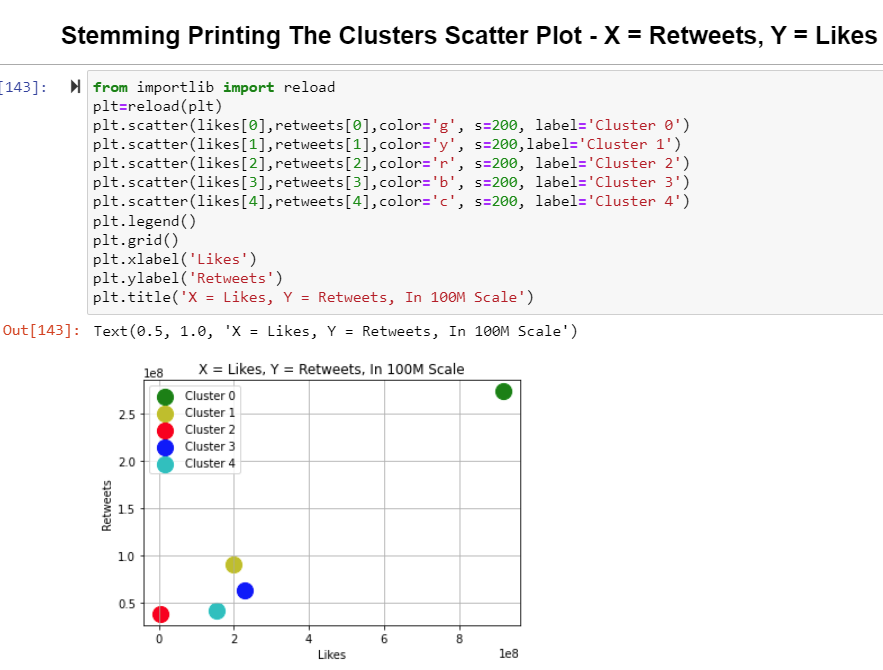 Stemming Printing The Clusters Scatter Plot - X = Retweets, Y = Likes
[143]:
from importlib import reload
plt=reload(plt)
plt.scatter(likes[0],retweets[0],color='g', s=200, label='Cluster 0')
plt.scatter(likes[1],retweets[1],color='y', s=200,label='Cluster 1')
plt.scatter(likes[2],retweets[2],color='r', s=200, label='Cluster 2')
plt.scatter(likes[3],retweets[3],color='b', s=200, label='Cluster 3')
plt.scatter(likes[4],retweets[4],color='c', s=200, label='Cluster 4')
plt.legend()
plt.grid()
plt.xlabel('Likes')
plt.ylabel('Retweets')
plt.title('X = Likes, Y = Retweets, In 100M Scale')
Out[143]: Text(0.5, 1.0, 'X = Likes, Y = Retweets, In 100M Scale')
1e8 X = Likes, Y = Retweets, In 100M Scale
Cluster 0
Cluster 1
Cluster 2
Cluster 3
Cluster 4
2.5
2.0
1.5
1.0
0.5
Retweets
0 2 4 6 8
Likes
1e8